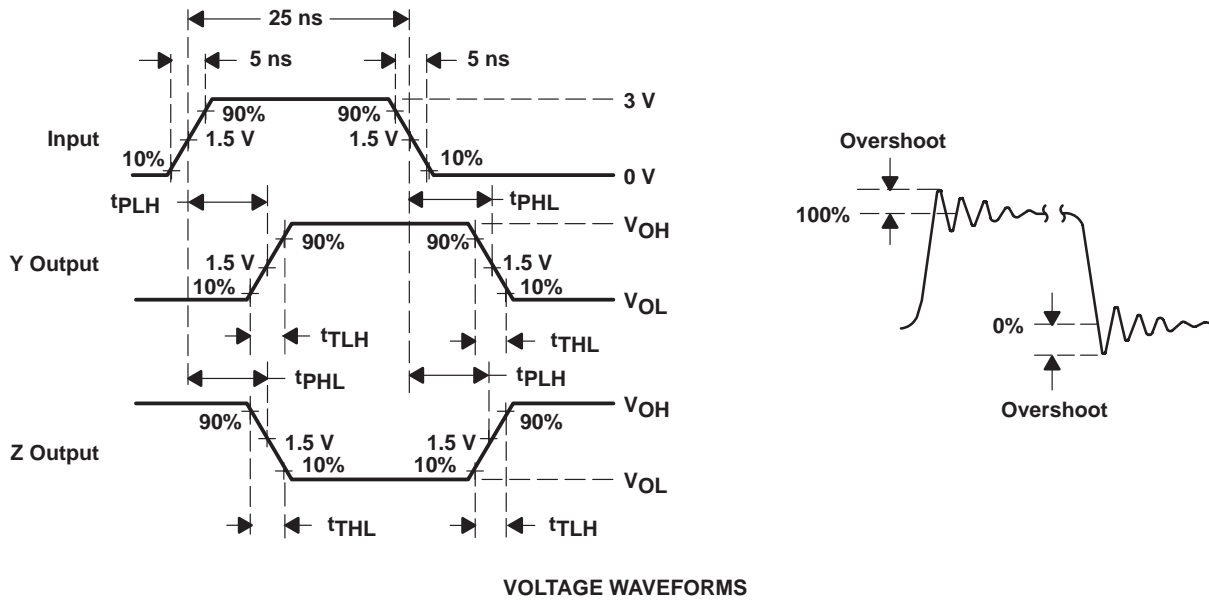 25 ns
5 ns
5 ns
3 V
90%
90%
Input
1.5 V
1.5 V
10%
10%
0 V
tPLH
tPHL
VOH
90%
90%
Y Output
1.5 V
1.5 V
10%
10%
VOL
tTLH
tTHL
tPHL
tPLH
VOH
90%
90%
Z Output
1.5 V
1.5 V
10%
10%
VOL
tTHL
tTLH
Overshoot
100%
0%
Overshoot
VOLTAGE WAVEFORMS